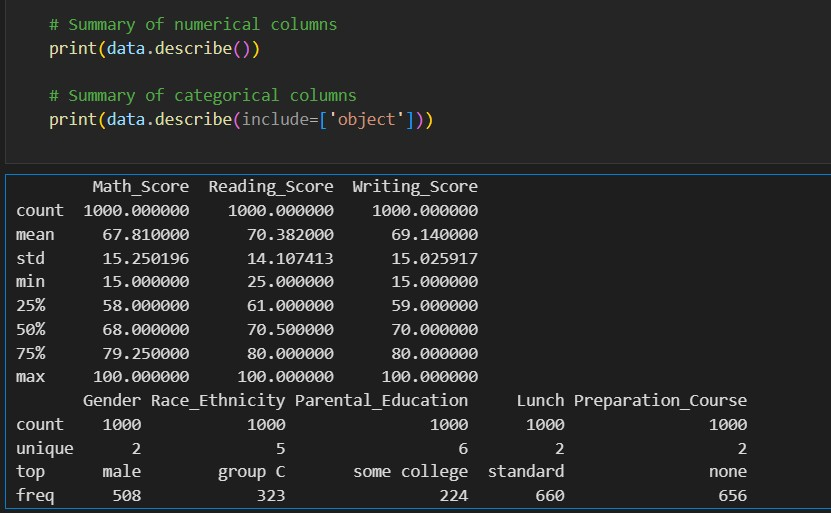 # Summary of numerical columns
print(data.describe())
# Summary of categorical columns
print(data.describe(include=['object']))
Math_Score Reading_Score Writing_Score
count 1000.000000 1000.000000 1000.000000
mean 67.810000 70.382000 69.140000
std 15.250196 14.107413 15.025917
min 15.000000 25.000000 15.000000
25% 58.000000 61.000000 59.000000
50% 68.000000 70.500000 70.000000
75% 79.250000 80.000000 80.000000
max 100.000000 100.000000 100.000000
Gender Race_Ethnicity Parental_Education Lunch Preparation_Course
count 1000 1000 1000 1000 1000
unique 2 5 6 2 2
top male group C some college standard none
freq 508 323 224 660 656